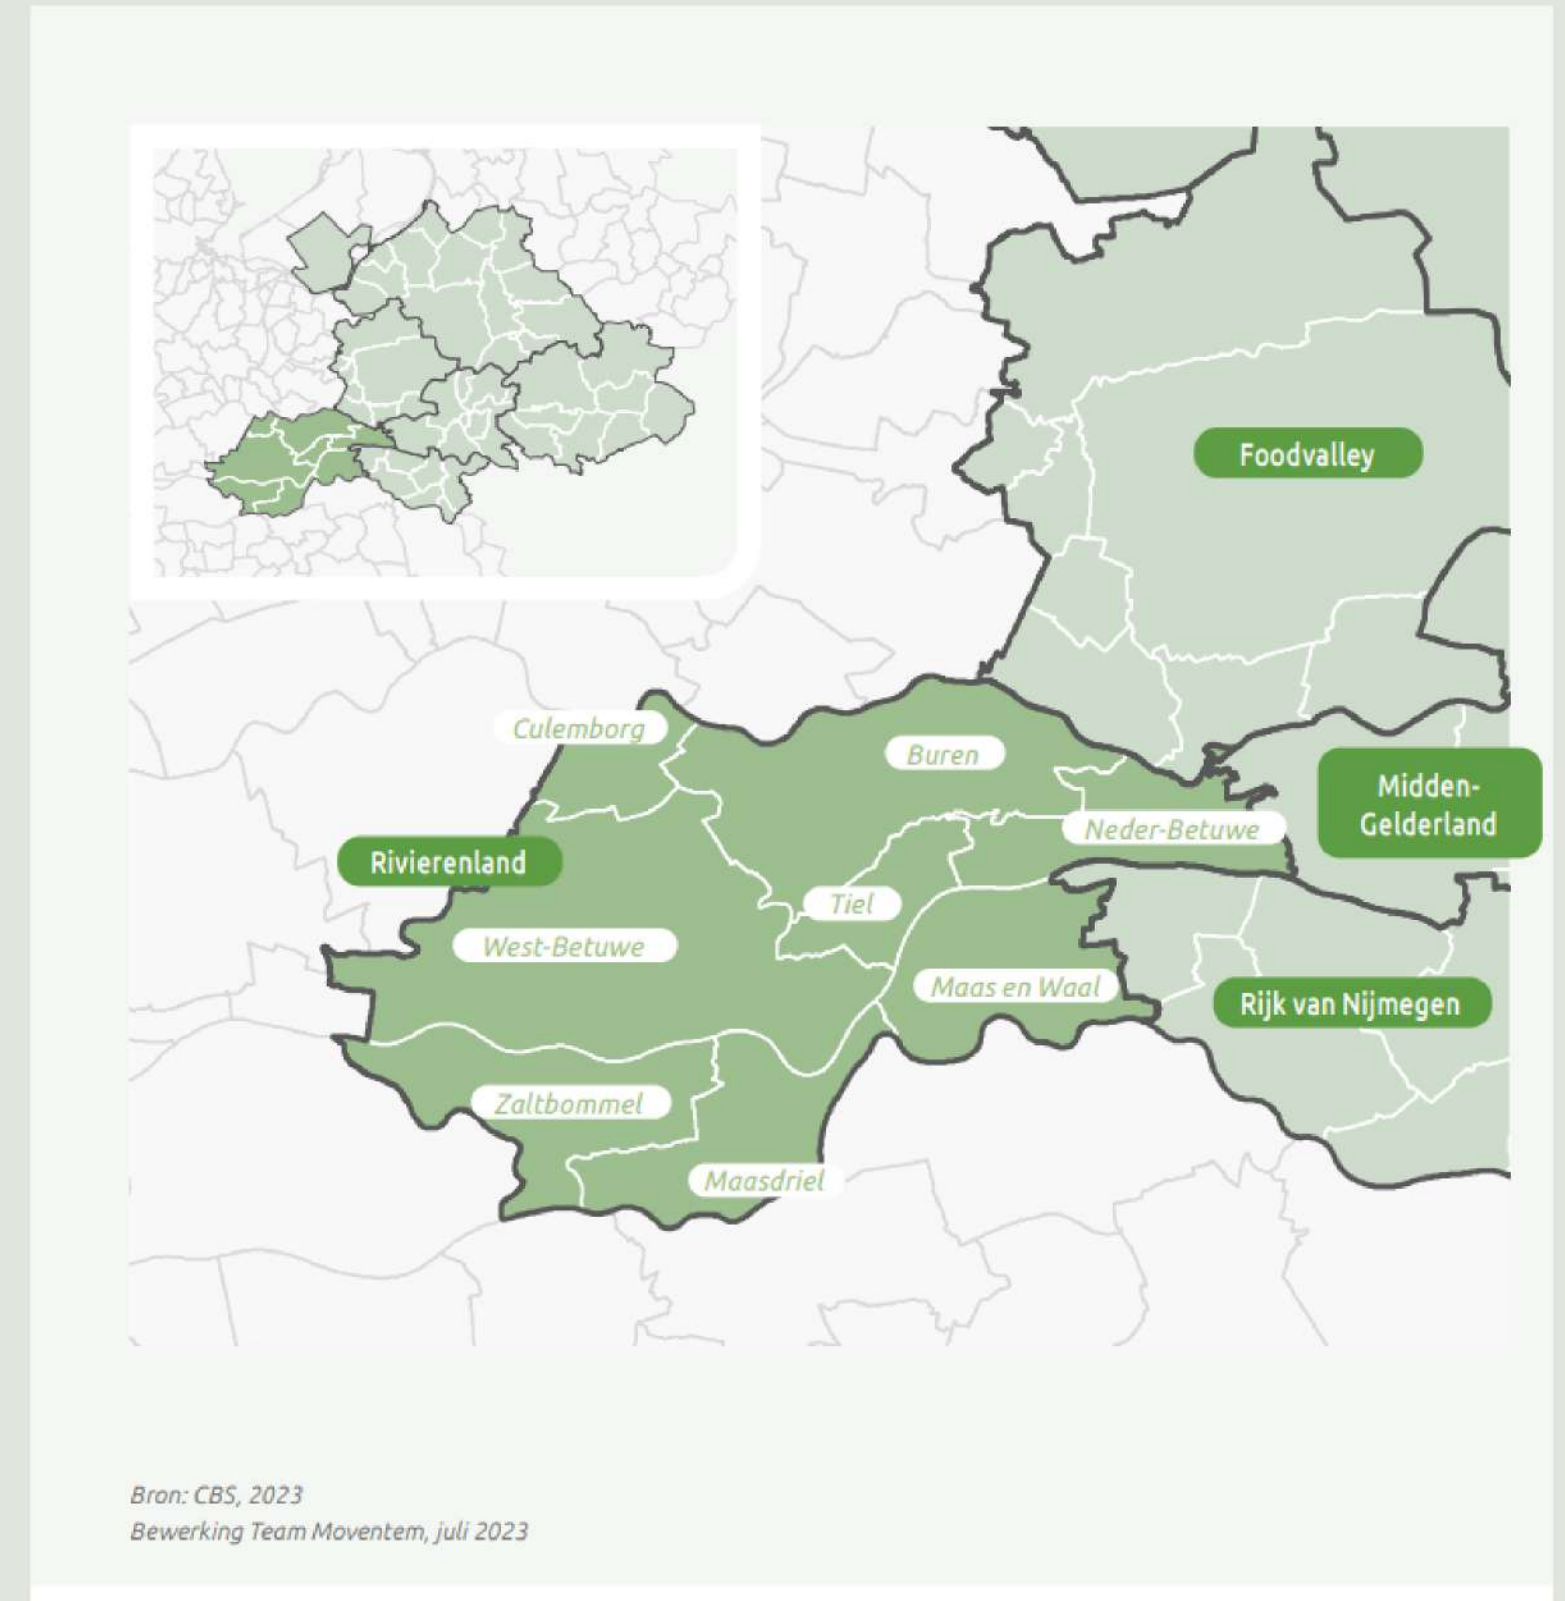 Foodvalley
Culemborg
Buren
Midden-
Gelderland
Neder-Betuwe
Rivierenland
Tiel
West-Betuwe
Maas en Waal
Rijk van Nijmegen
Zaltbommel
Maasdriel
Bron: CBS, 2023
Bewerking Team Moventem, juli 2023